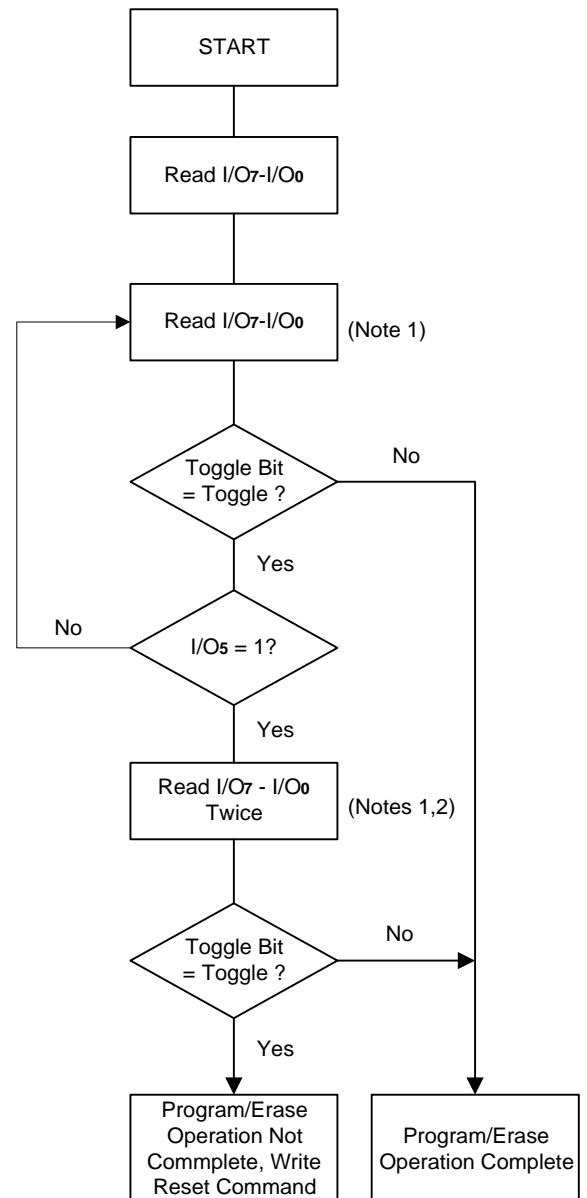 START
Read I/O7-I/O0
Read I/O7-I/O0
(Note 1)
Toggle Bit
= Toggle ?
No
Yes
I/O5 = 1?
No
Yes
Read I/O7 - I/O0
Twice
(Notes 1,2)
Toggle Bit
= Toggle ?
No
Yes
Program/Erase
Operation Not
Commplete, Write
Reset Command
Program/Erase
Operation Complete